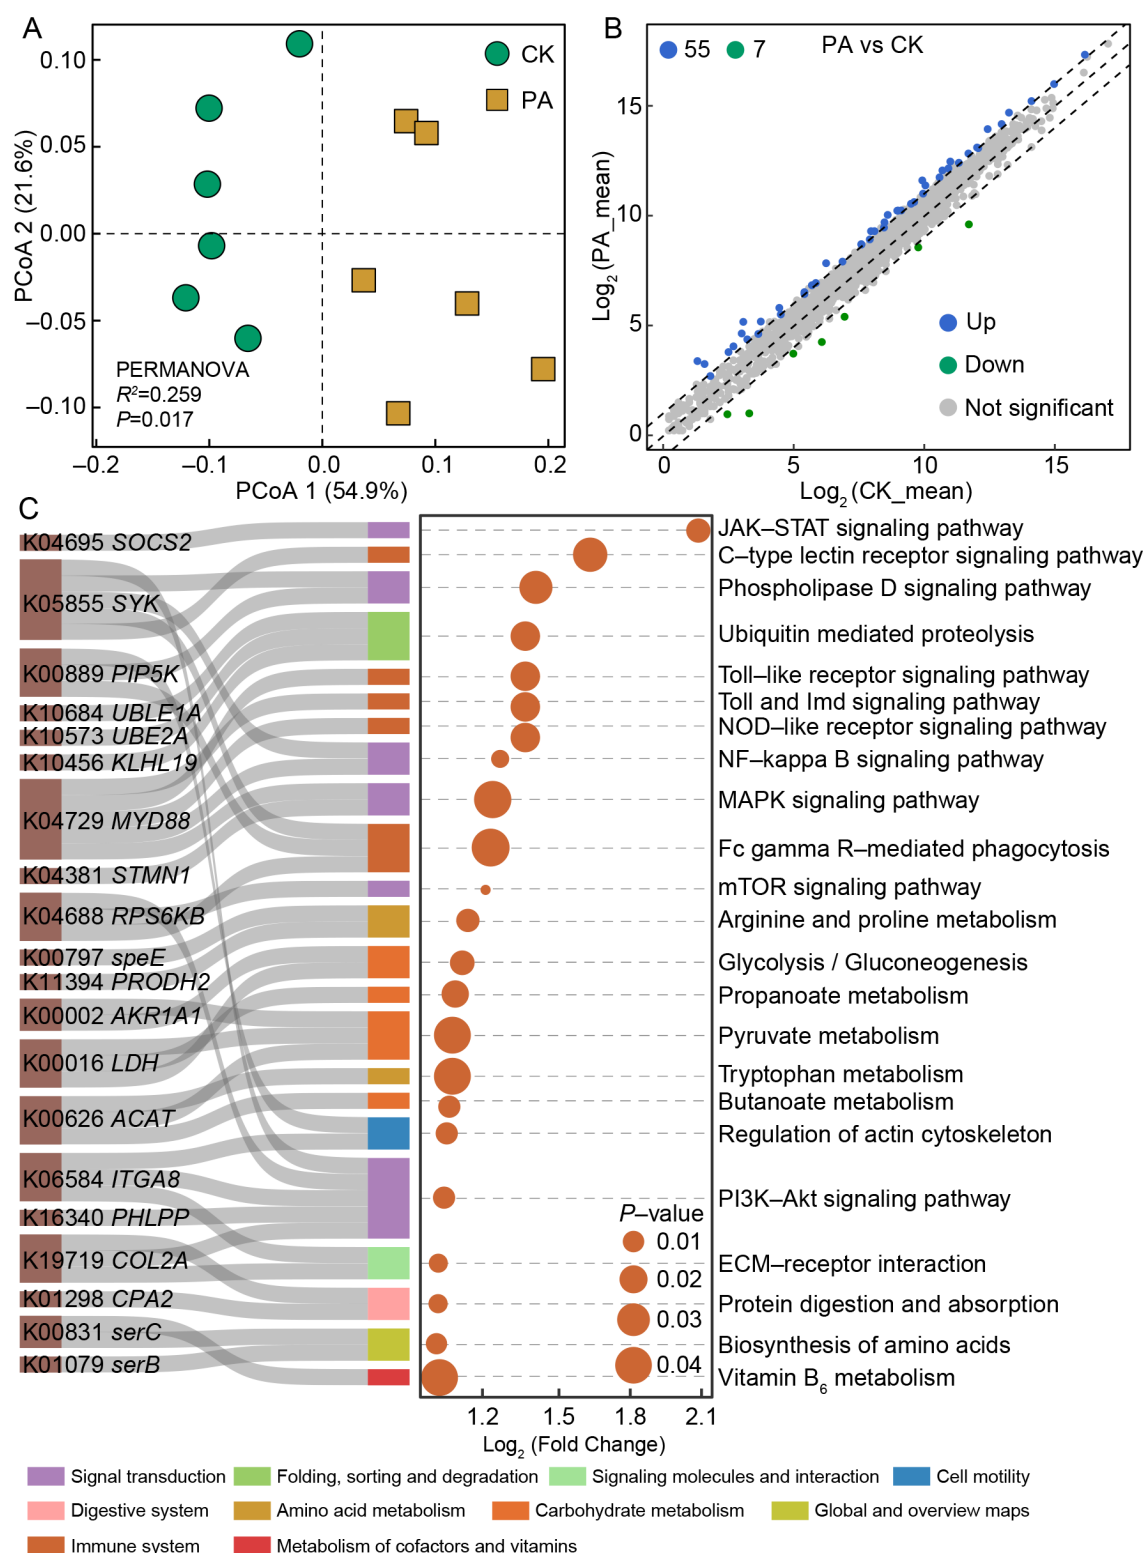 A
CK
PA
0.10
0.05
0.00
–0.05
–0.10
PCoA 2 (21.6%)
PERMANOVA
R²=0.259
P=0.017
–0.2
–0.1
0.0
0.1
0.2
PCoA 1 (54.9%)
B
55
7
PA vs CK
15
10
5
0
Log₂ (PA_mean)
Up
Down
Not significant
0
5
10
15
Log₂ (CK_mean)
C
K04695 SOCS2
K05855 SYK
K00889 PIP5K
K10684 UBLE1A
K10573 UBE2A
K10456 KLHL19
K04729 MYD88
K04381 STMN1
K04688 RPS6KB
K00797 speE
K11394 PRODH2
K00002 AKR1A1
K00016 LDH
K00626 ACAT
K06584 ITGA8
K16340 PHLPP
K19719 COL2A
K01298 CPA2
K00831 serC
K01079 serB
JAK–STAT signaling pathway
C–type lectin receptor signaling pathway
Phospholipase D signaling pathway
Ubiquitin mediated proteolysis
Toll–like receptor signaling pathway
Toll and Imd signaling pathway
NOD–like receptor signaling pathway
NF–kappa B signaling pathway
MAPK signaling pathway
Fc gamma R–mediated phagocytosis
mTOR signaling pathway
Arginine and proline metabolism
Glycolysis / Gluconeogenesis
Propanoate metabolism
Pyruvate metabolism
Tryptophan metabolism
Butanoate metabolism
Regulation of actin cytoskeleton
PI3K–Akt signaling pathway
ECM–receptor interaction
Protein digestion and absorption
Biosynthesis of amino acids
Vitamin B₆ metabolism
P–value
0.01
0.02
0.03
0.04
1.2
1.5
1.8
2.1
Log₂ (Fold Change)
Signal transduction
Folding, sorting and degradation
Signaling molecules and interaction
Cell motility
Digestive system
Amino acid metabolism
Carbohydrate metabolism
Global and overview maps
Immune system
Metabolism of cofactors and vitamins